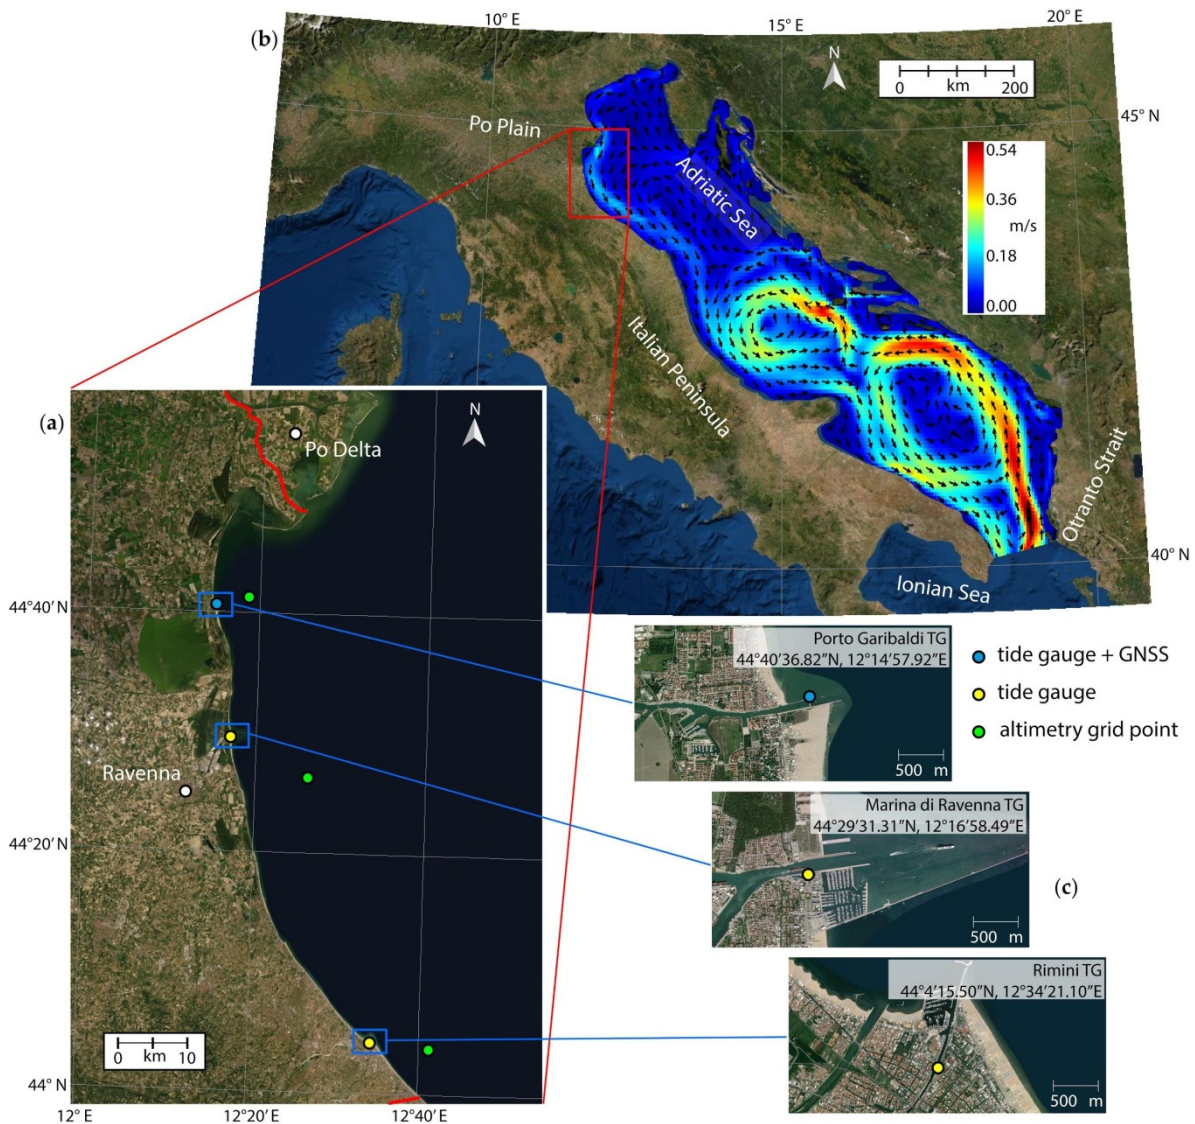 10° E
15° E
20° E
(b)
N
0 km 200
45° N
Po Plain
0.54
0.36
m/s
0.18
0.00
Adriatic Sea
Italian Peninsula
Otranto Strait
40° N
Ionian Sea
(a)
N
Po Delta
44°40′ N
Ravenna
44°20′ N
0 km 10
44° N
12° E
12°20′ E
12°40′ E
Porto Garibaldi TG
44°40’36.82”N, 12°14’57.92”E
500 m
tide gauge + GNSS
tide gauge
altimetry grid point
Marina di Ravenna TG
44°29’31.31”N, 12°16’58.49”E
500 m
(c)
Rimini TG
44°4’15.50”N, 12°34’21.10”E
500 m